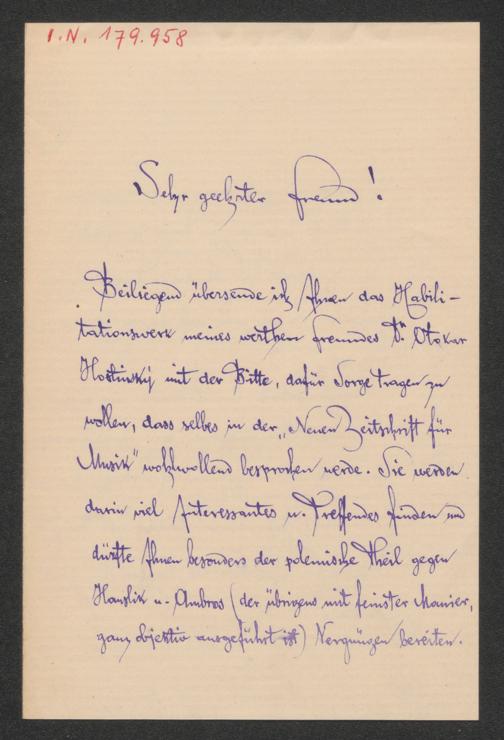 I.N. 179.958
Sehr geehrter Freund!
Beiliegend übersende ich Ihnen das Habili-
tationswerk meines werthen Freundes Dr. Otakar
Hostinský mit der Bitte, dafür Sorge tragen zu
wollen, dass selbes in der „Neuen Zeitschrift für
Musik" wohlwollend besprochen werde. Sie werden
darin viel Interessantes u. Treffendes finden und
dürfte Ihnen besonders der polemische Theil gegen
Hanslik u. Ambros (der übrigens mit feinster Manier,
ganz objektiv ausgeführt ist) Vergnügen bereiten.